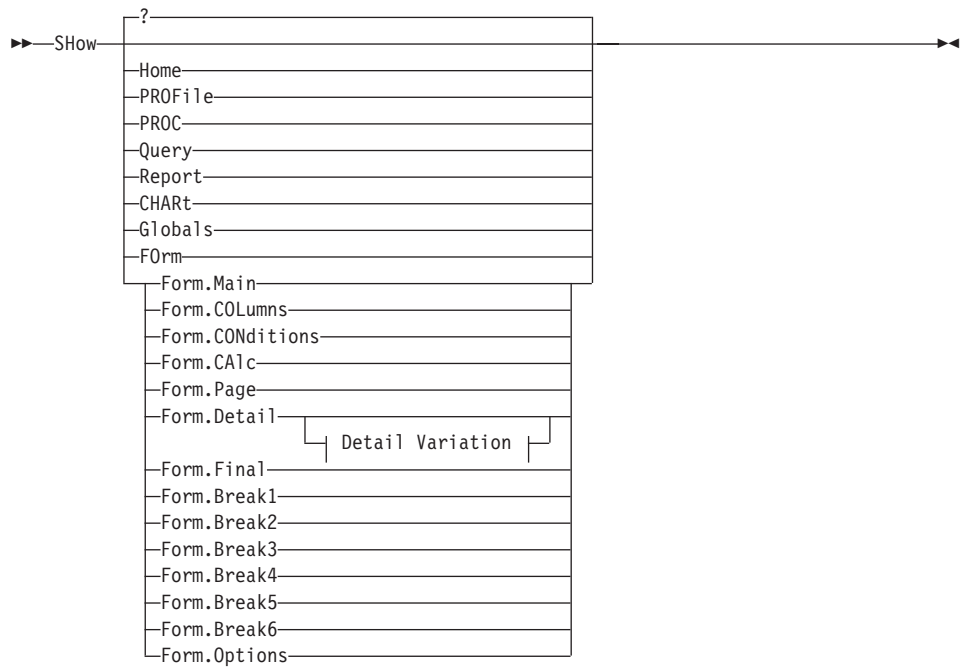 ?
SHow
Home
PROFile
PROC
Query
Report
CHARt
Globals
FOrm
Form.Main
Form.COLumns
Form.CONditions
Form.CAlc
Form.Page
Form.Detail
Detail Variation
Form.Final
Form.Break1
Form.Break2
Form.Break3
Form.Break4
Form.Break5
Form.Break6
Form.Options